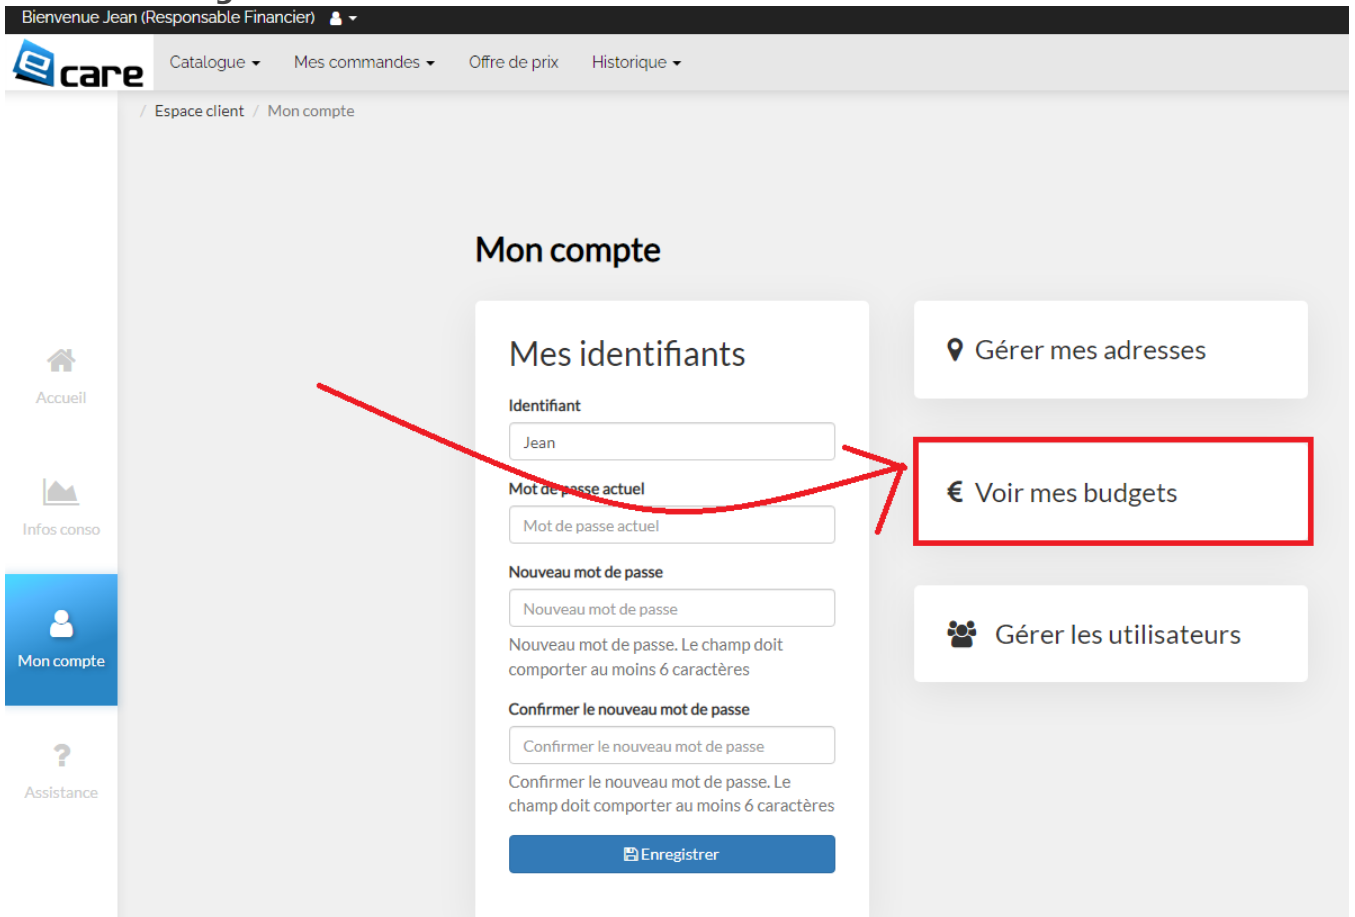 Bienvenue Jean (Responsable Financier)
ecare
Catalogue
Mes commandes
Offre de prix
Historique
/ Espace client / Mon compte
Mon compte
Accueil
Infos conso
Mon compte
Assistance
Mes identifiants
Identifiant
Jean
Mot de passe actuel
Mot de passe actuel
Nouveau mot de passe
Nouveau mot de passe
Nouveau mot de passe. Le champ doit
comporter au moins 6 caractères
Confirmer le nouveau mot de passe
Confirmer le nouveau mot de passe
Confirmer le nouveau mot de passe. Le
champ doit comporter au moins 6 caractères
Enregistrer
Gérer mes adresses
€ Voir mes budgets
Gérer les utilisateurs